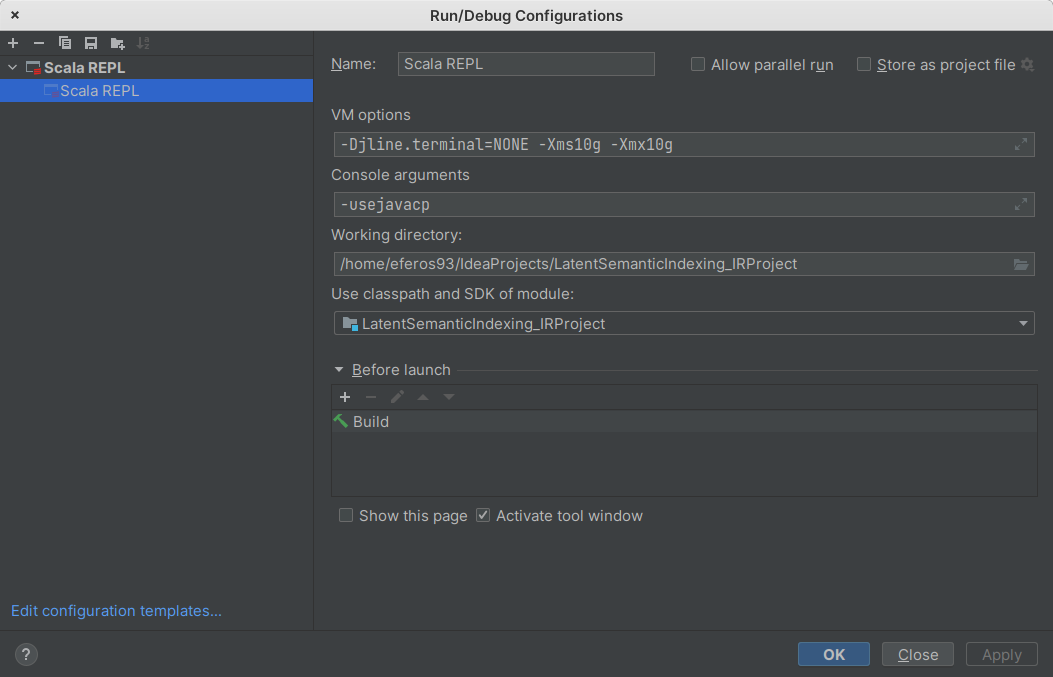 Run/Debug Configurations
Scala REPL
Scala REPL
Name: Scala REPL Allow parallel run Store as project file
VM options
-Djline.terminal=NONE -Xms10g -Xmx10g
Console arguments
-usejavacp
Working directory:
/home/eferos93/IdeaProjects/LatentSemanticIndexing_IRProject
Use classpath and SDK of module:
LatentSemanticIndexing_IRProject
Before launch
Build
Show this page Activate tool window
Edit configuration templates...
? OK Close Apply